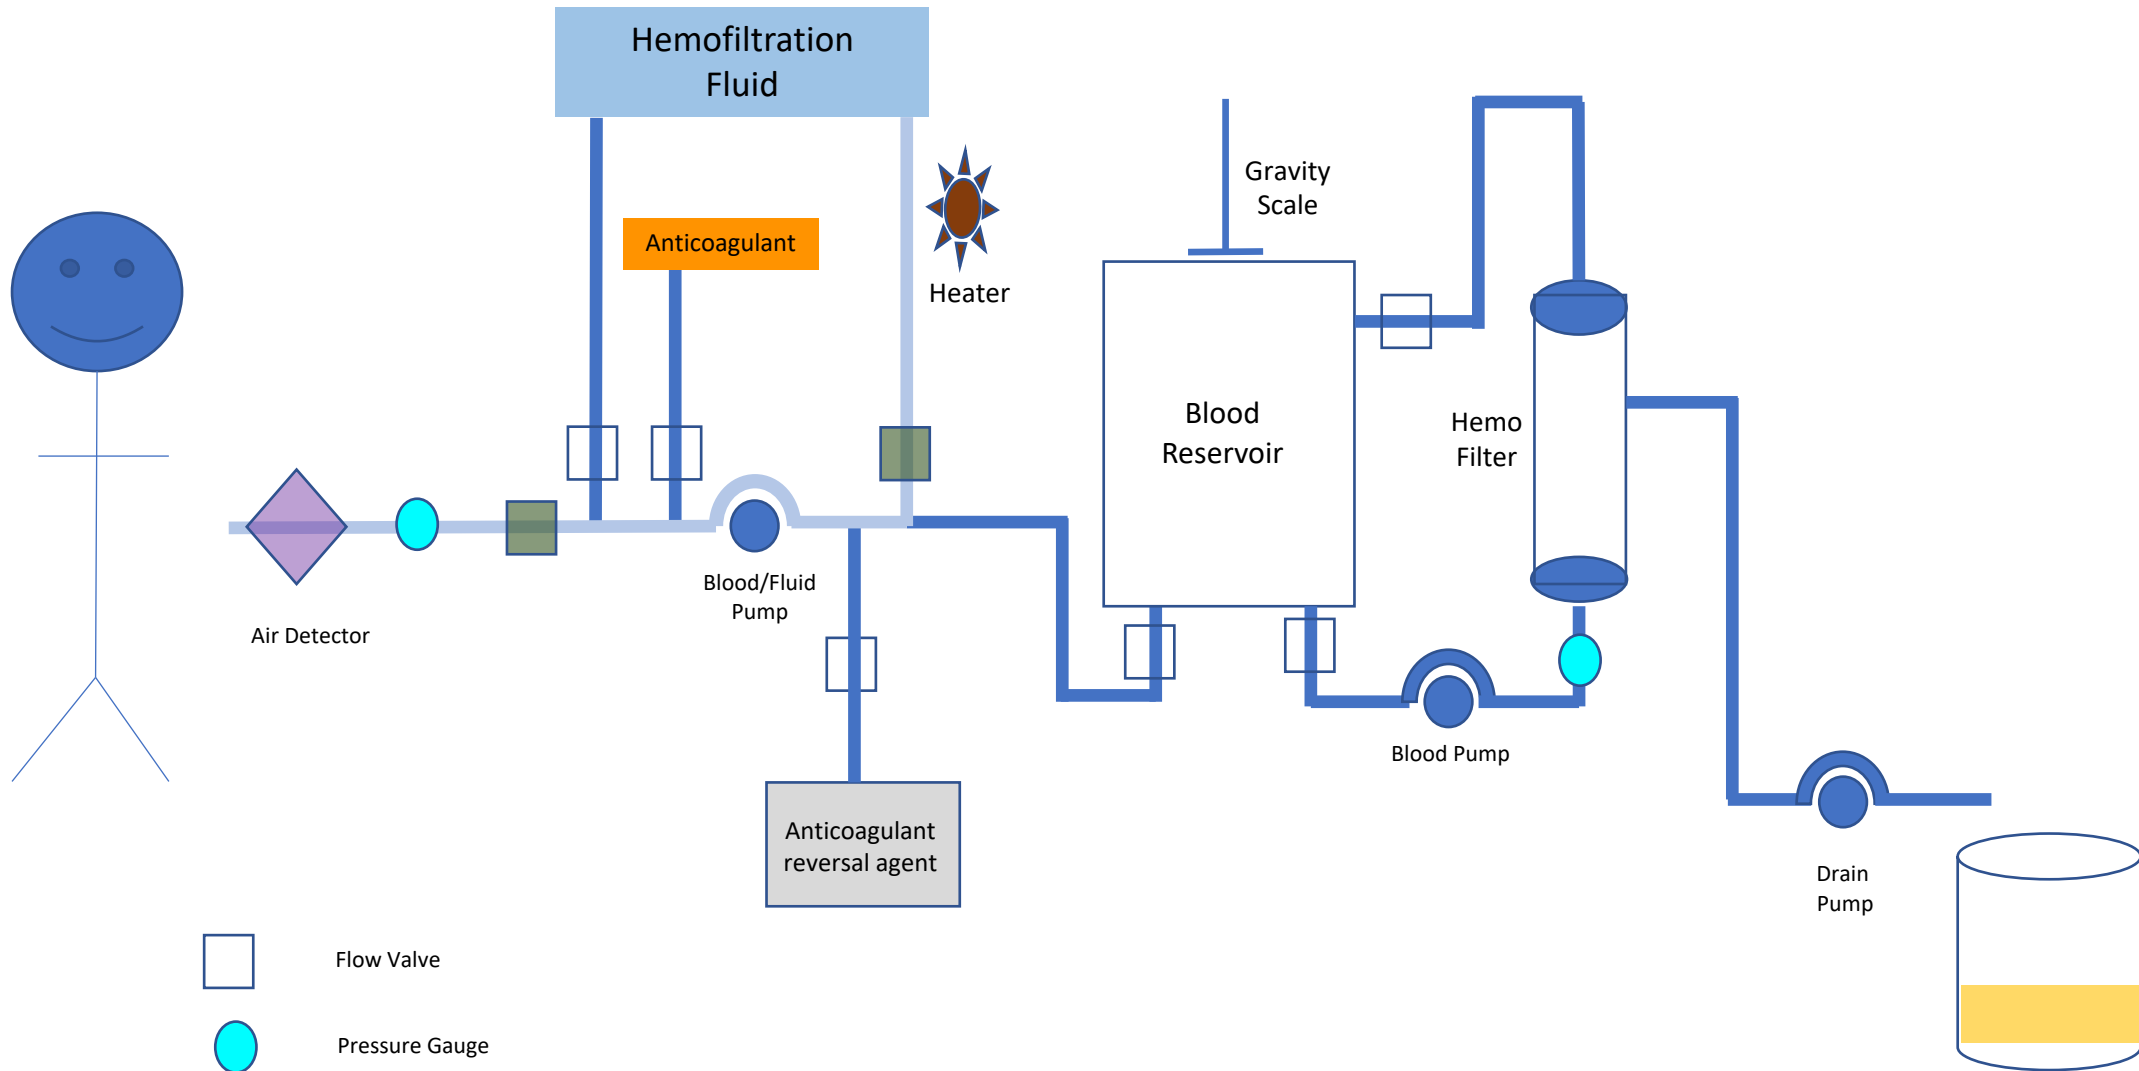 Hemofiltration
Fluid
Anticoagulant
Heater
Gravity
Scale
Blood
Reservoir
Hemo
Filter
Air Detector
Blood/Fluid
Pump
Blood Pump
Anticoagulant
reversal agent
Drain
Pump
Flow Valve
Pressure Gauge